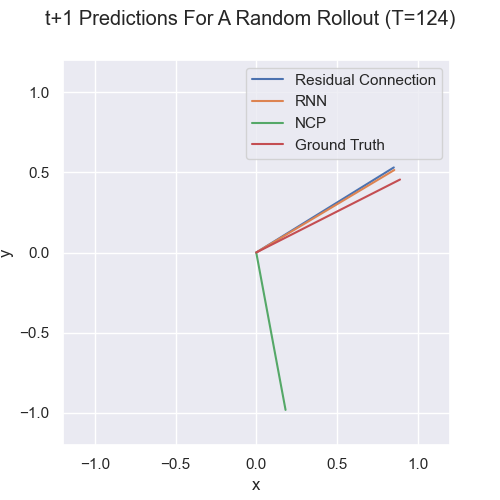 t+1 Predictions For A Random Rollout (T=124)
Residual Connection
RNN
NCP
Ground Truth
1.0
0.5
0.0
−0.5
−1.0
y
−1.0 −0.5 0.0 0.5 1.0
x